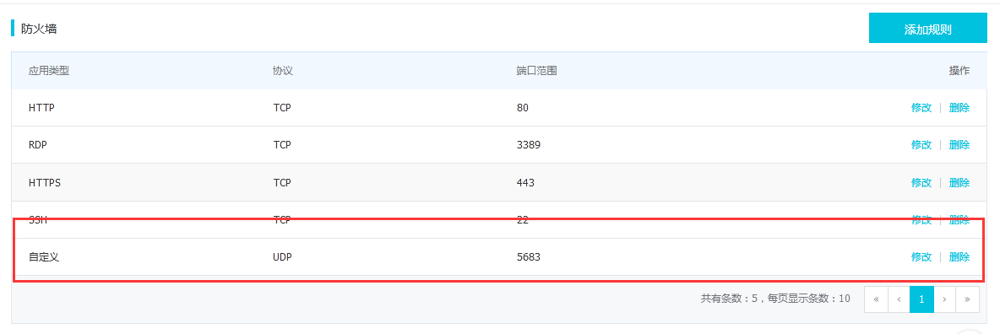 防火墙 添加规则
应用类型 协议 端口范围 操作
HTTP TCP 80 修改 | 删除
RDP TCP 3389 修改 | 删除
HTTPS TCP 443 修改 | 删除
SSH TCP 22 修改 | 删除
自定义 UDP 5683 修改 | 删除
共有条数：5，每页显示条数：10 « ‹ 1 › »